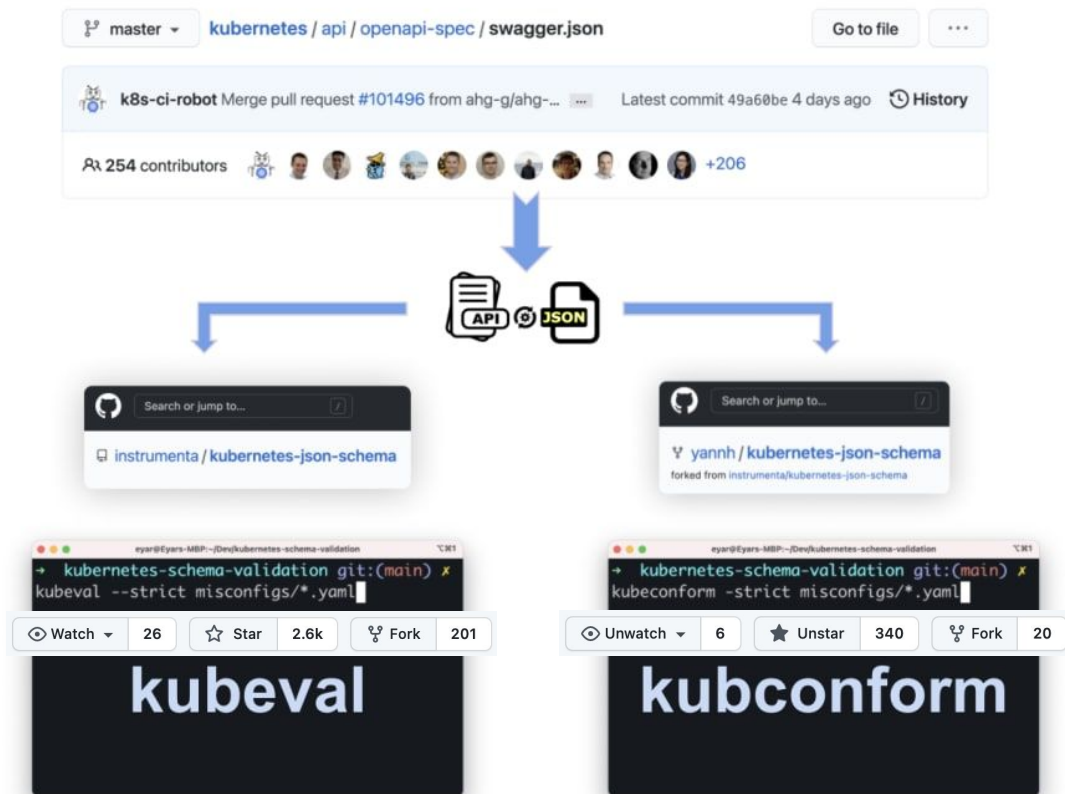 master kubernetes / api / openapi-spec / swagger.json Go to file ...
k8s-ci-robot Merge pull request #101496 from ahg-g/ahg-... ... Latest commit 49a60be 4 days ago History
254 contributors +206
API JSON
Search or jump to... /
instrumenta / kubernetes-json-schema
Search or jump to... /
yannh / kubernetes-json-schema
forked from instrumenta/kubernetes-json-schema
eyar@Eyars-MBP:~/Dev/kubernetes-schema-validation ⌥⌘1
→ kubernetes-schema-validation git:(main) ✗
kubeval --strict misconfigs/*.yaml
Watch 26 Star 2.6k Fork 201
kubeval
eyar@Eyars-MBP:~/Dev/kubernetes-schema-validation ⌥⌘1
→ kubernetes-schema-validation git:(main) ✗
kubeconform -strict misconfigs/*.yaml
Unwatch 6 Unstar 340 Fork 20
kubconform